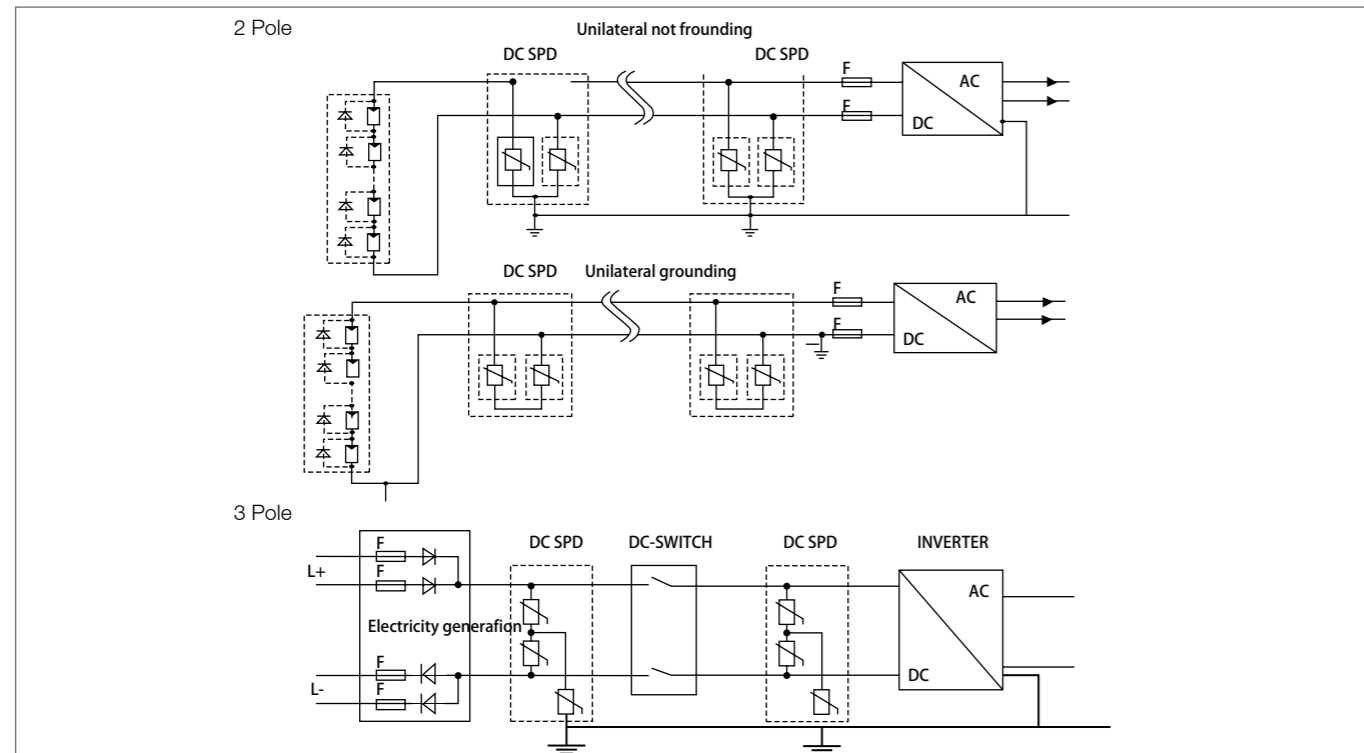 2 Pole
Unilateral not frounding
DC SPD DC SPD
F
AC
F
DC
DC SPD Unilateral grounding
F
AC
F
DC
3 Pole
DC SPD DC-SWITCH DC SPD INVERTER
F
L+
F
AC
Electricity generafion
F
L-
F
DC